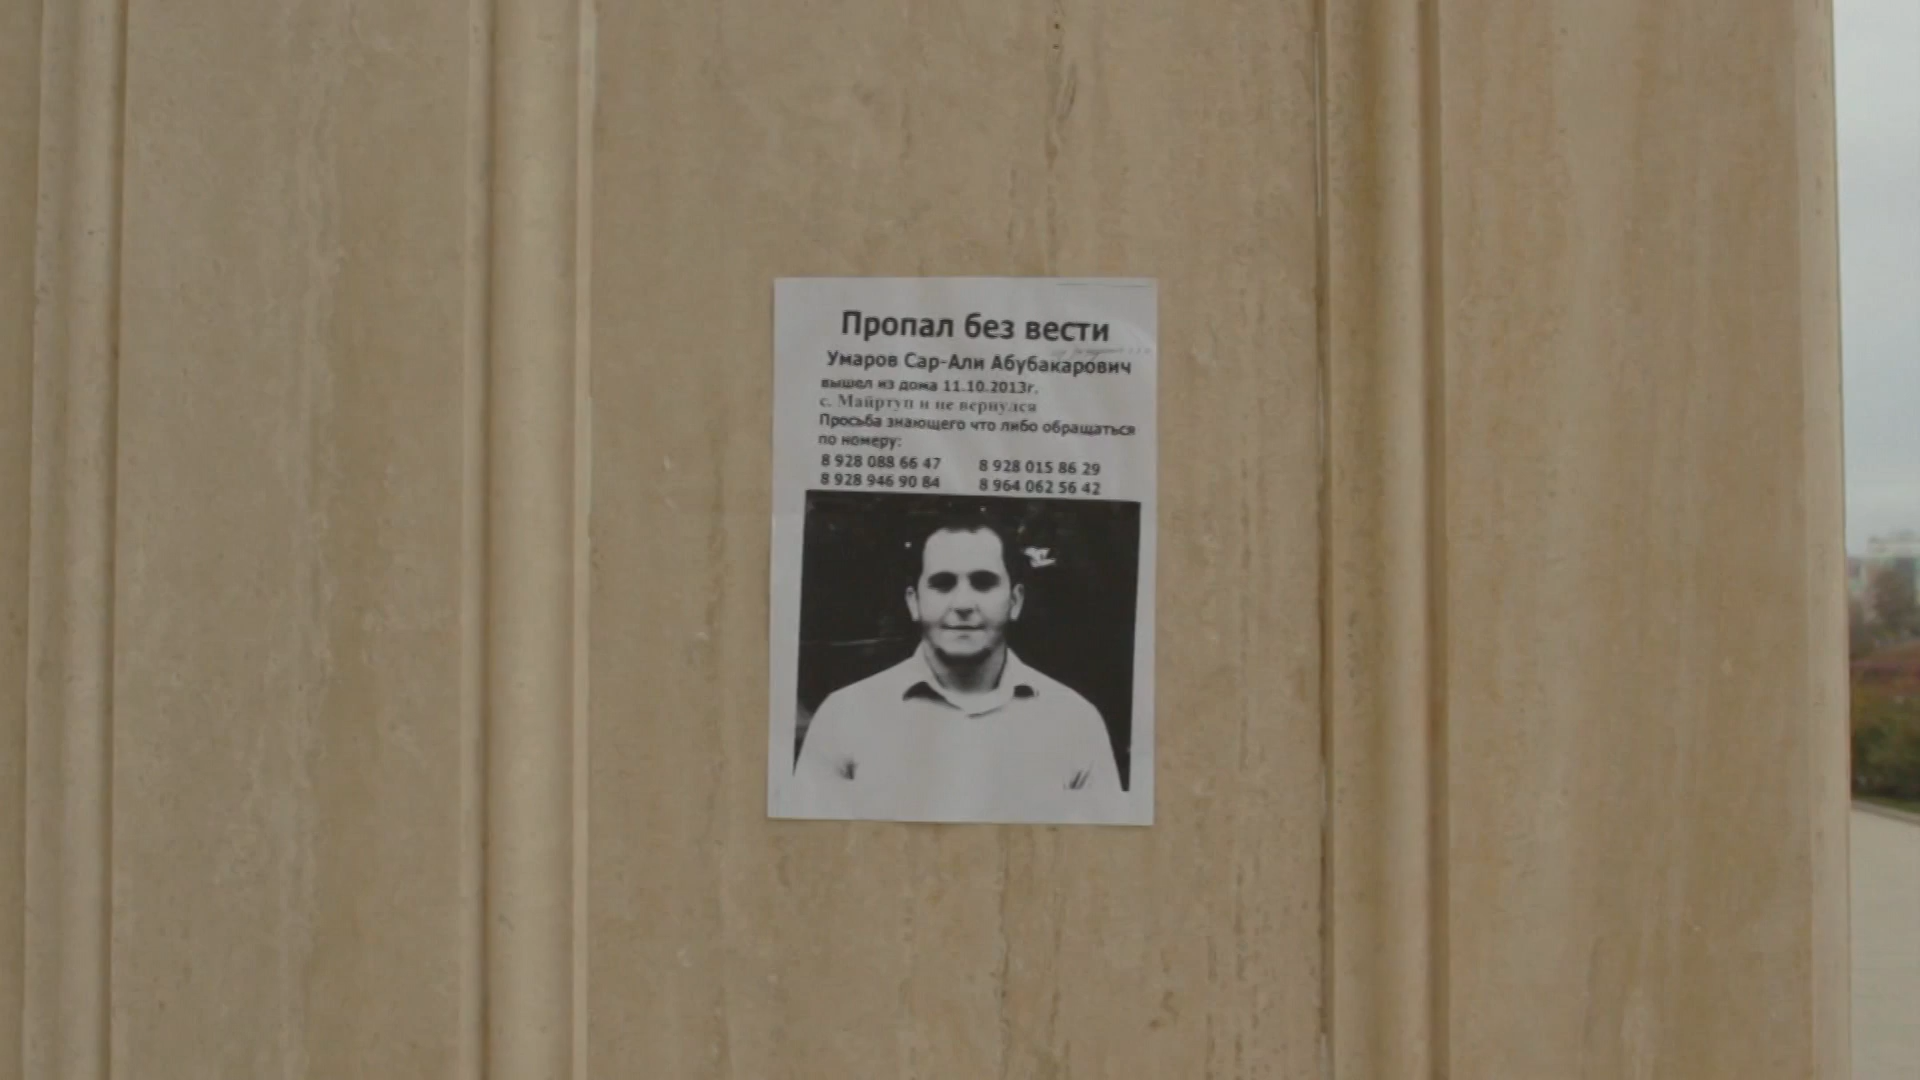 Пропал без вести
Умаров Сар-Али Абубакарович
вышел из дома 11.10.2013г.
с. Майртуп и не вернулся
Просьба знающего что либо обращаться
по номеру:
8 928 088 66 47 8 928 015 86 29
8 928 946 90 84 8 964 062 56 42